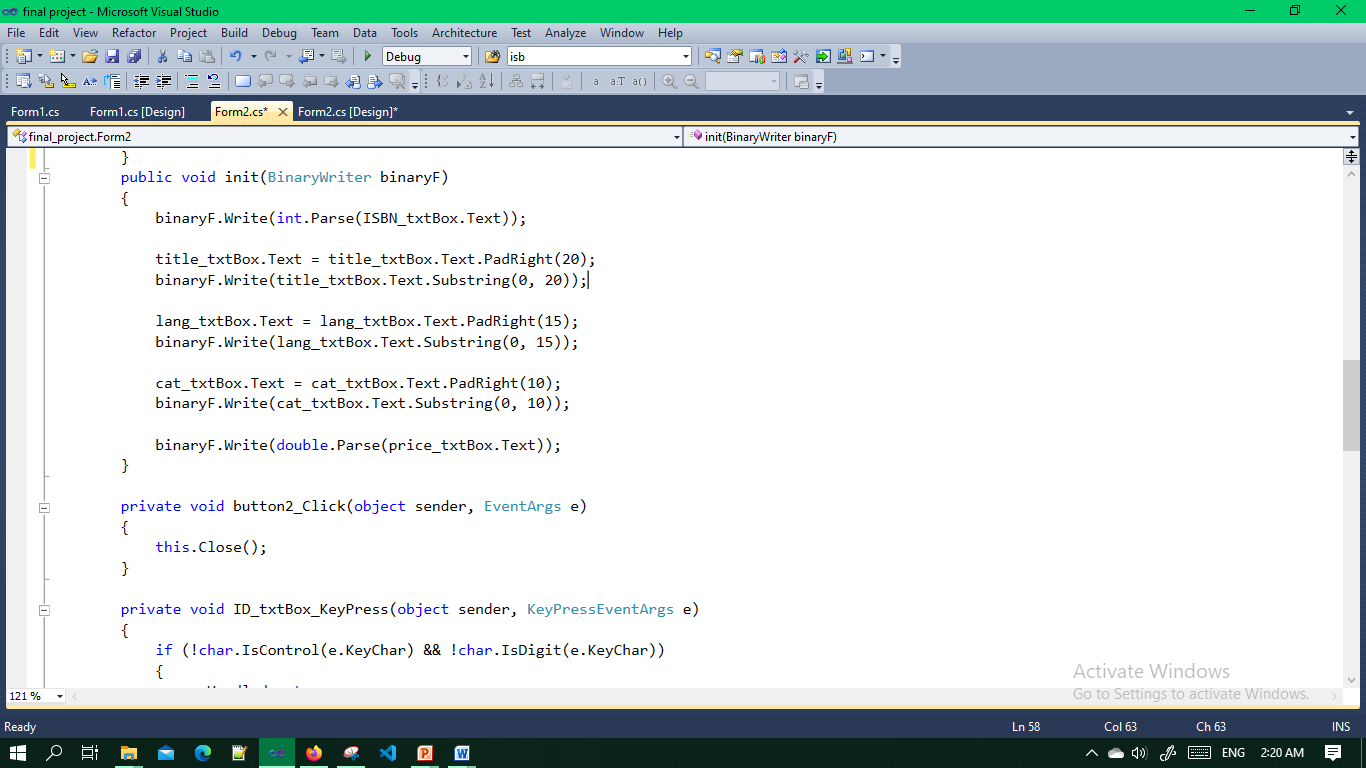 final project - Microsoft Visual Studio
File Edit View Refactor Project Build Debug Team Data Tools Architecture Test Analyze Window Help
Debug isb
Form1.cs Form1.cs [Design] Form2.cs* Form2.cs [Design]*
final_project.Form2 init(BinaryWriter binaryF)
}
public void init(BinaryWriter binaryF)
{
binaryF.Write(int.Parse(ISBN_txtBox.Text));
title_txtBox.Text = title_txtBox.Text.PadRight(20);
binaryF.Write(title_txtBox.Text.Substring(0, 20));
lang_txtBox.Text = lang_txtBox.Text.PadRight(15);
binaryF.Write(lang_txtBox.Text.Substring(0, 15));
cat_txtBox.Text = cat_txtBox.Text.PadRight(10);
binaryF.Write(cat_txtBox.Text.Substring(0, 10));
binaryF.Write(double.Parse(price_txtBox.Text));
}
private void button2_Click(object sender, EventArgs e)
{
this.Close();
}
private void ID_txtBox_KeyPress(object sender, KeyPressEventArgs e)
{
if (!char.IsControl(e.KeyChar) && !char.IsDigit(e.KeyChar))
{
Activate Windows
Go to Settings to activate Windows.
121 %
Ready Ln 58 Col 63 Ch 63 INS
ENG 2:20 AM